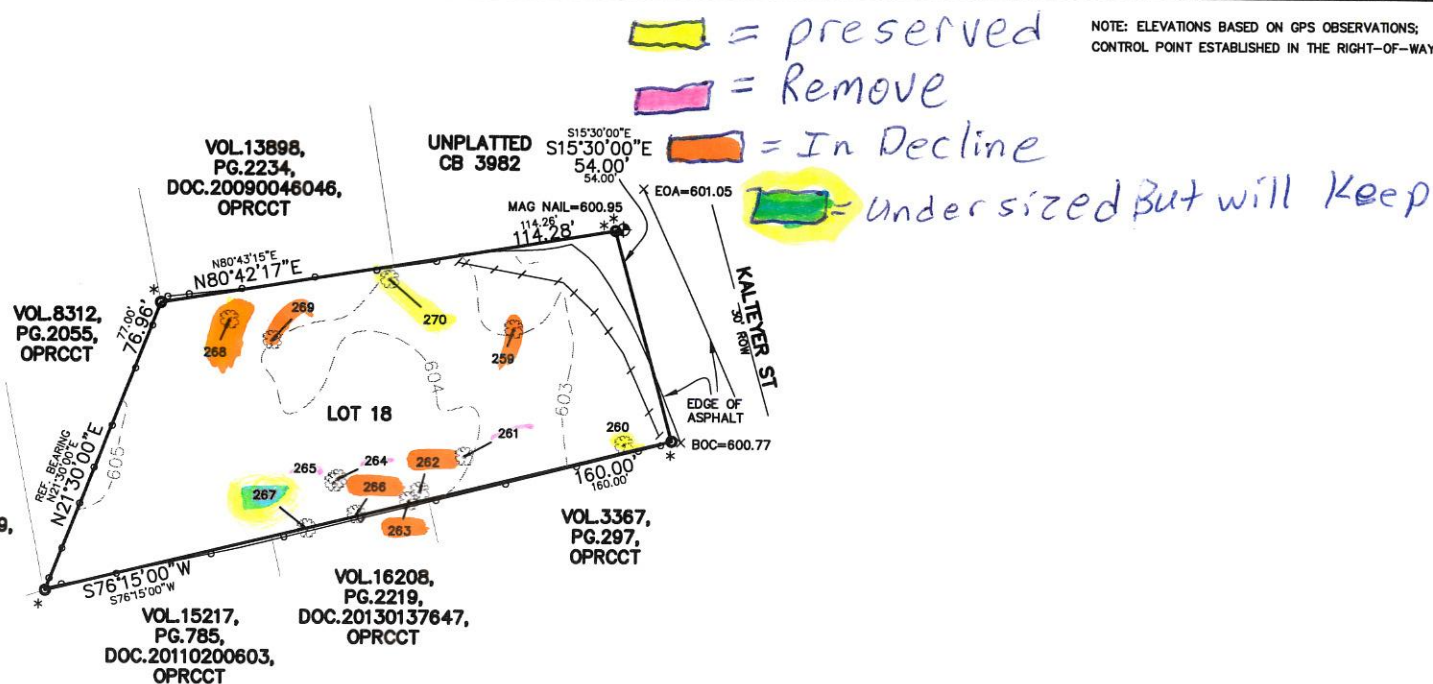 = preserved
= Remove
= In Decline
= Undersized But will Keep
NOTE: ELEVATIONS BASED ON GPS OBSERVATIONS;
CONTROL POINT ESTABLISHED IN THE RIGHT-OF-WAY
VOL.13898,
PG.2234,
DOC.20090046046,
OPRCCT
UNPLATTED
CB 3982
S15°30'00"E
S15°30'00"E
54.00'
54.00'
EOA=601.05
MAG NAIL=600.95
114.26'
114.28'
N80°43'15"E
N80°42'17"E
KALTEYER ST
30' ROW
VOL.8312,
PG.2055,
OPRCCT
77.00'
76.96'
268
269
270
259
604
603
605
LOT 18
EDGE OF
ASPHALT
BOC=600.77
260
261
262
264
265
266
267
263
REF. BEARING
N21°30'00"E
N21°30'00"E
9,
160.00'
160.00'
S76°15'00"W
S76°15'00"W
VOL.3367,
PG.297,
OPRCCT
VOL.16208,
PG.2219,
DOC.20130137647,
OPRCCT
VOL.15217,
PG.785,
DOC.20110200603,
OPRCCT